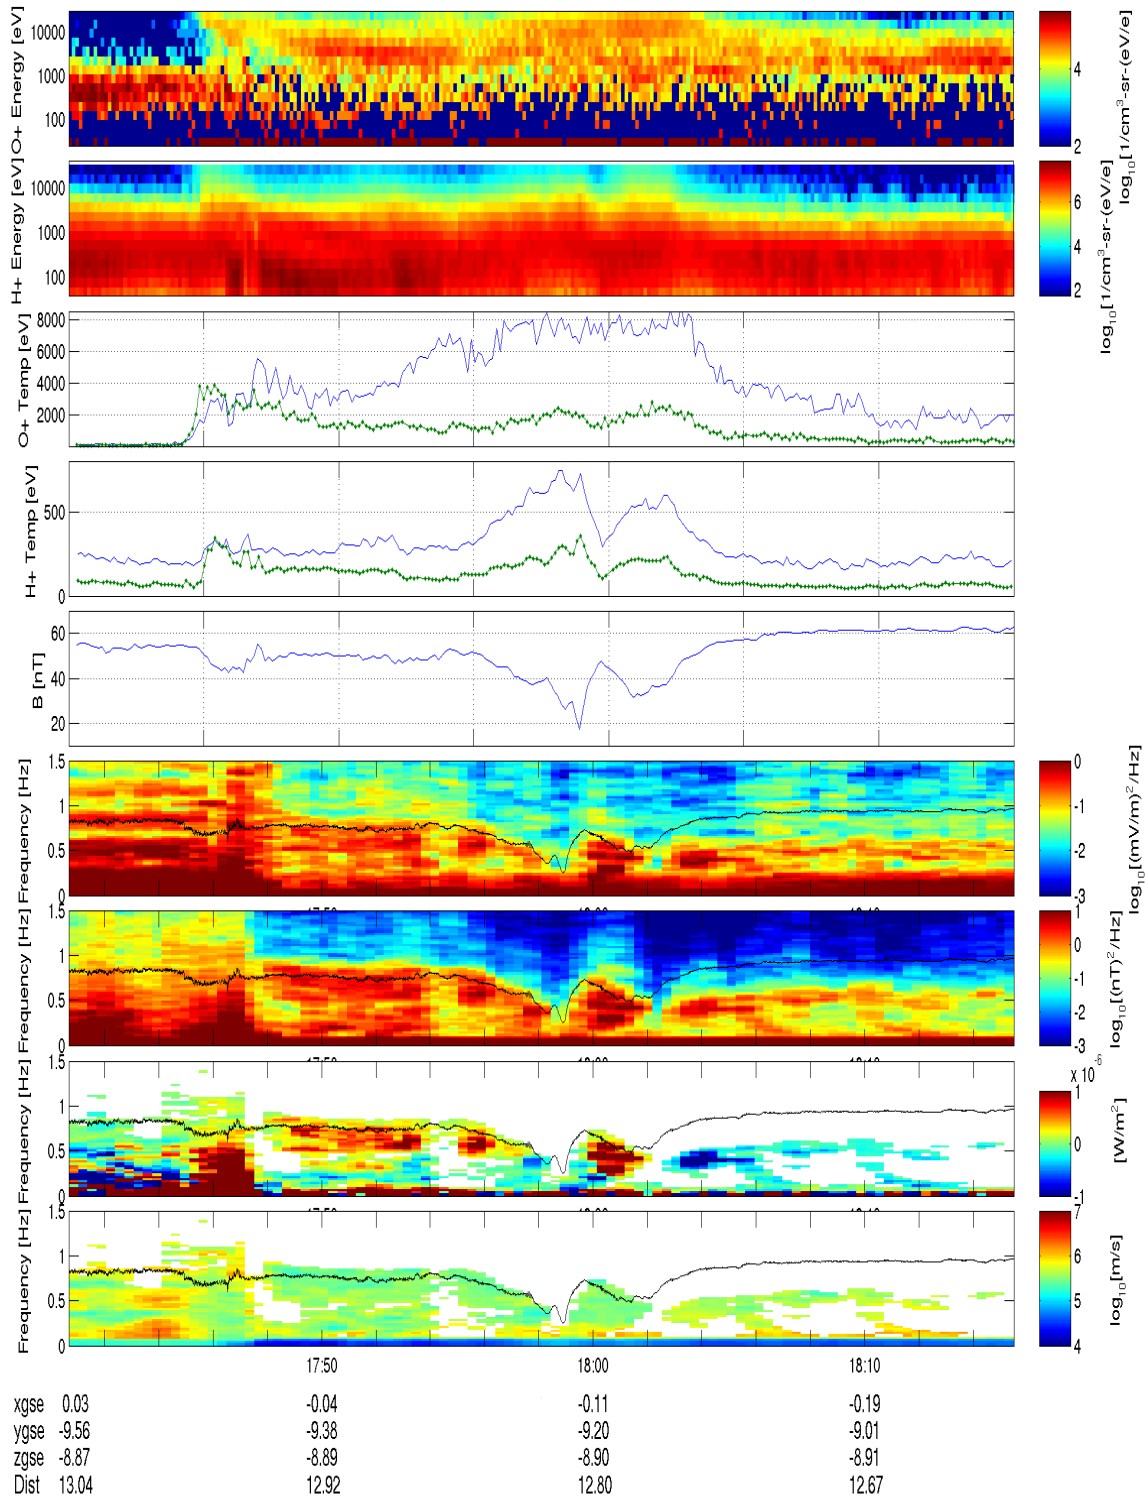 O+ Energy [eV]
10000
1000
100
4
2
log10[1/cm3-sr-(eV/e)
H+ Energy [eV]
10000
1000
100
6
4
2
log10[1/cm3-sr-(eV/e)
O+ Temp [eV]
8000
6000
4000
2000
H+ Temp [eV]
500
0
B [nT]
60
40
20
Frequency [Hz]
1.5
1
0.5
0
0
-1
-2
-3
log10[(mV/m)2/Hz]
Frequency [Hz]
1.5
1
0.5
0
1
0
-1
-2
-3
log10[(nT)2/Hz]
Frequency [Hz]
1.5
1
0.5
0
x 10-6
1
0
-1
[W/m2]
Frequency [Hz]
1.5
1
0.5
0
7
6
5
4
log10[m/s]
17:50 18:00 18:10
xgse 0.03 -0.04 -0.11 -0.19
ygse -9.56 -9.38 -9.20 -9.01
zgse -8.87 -8.89 -8.90 -8.91
Dist 13.04 12.92 12.80 12.67